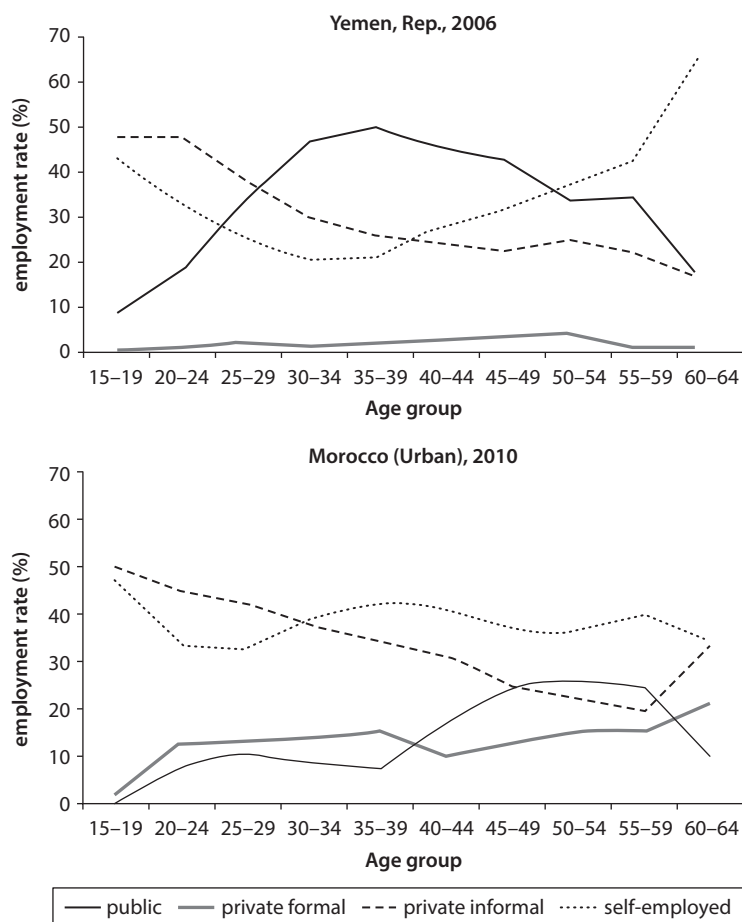 Yemen, Rep., 2006
employment rate (%)
70
60
50
40
30
20
10
0
15–19 20–24 25–29 30–34 35–39 40–44 45–49 50–54 55–59 60–64
Age group
Morocco (Urban), 2010
employment rate (%)
70
60
50
40
30
20
10
0
15–19 20–24 25–29 30–34 35–39 40–44 45–49 50–54 55–59 60–64
Age group
public private formal private informal self-employed